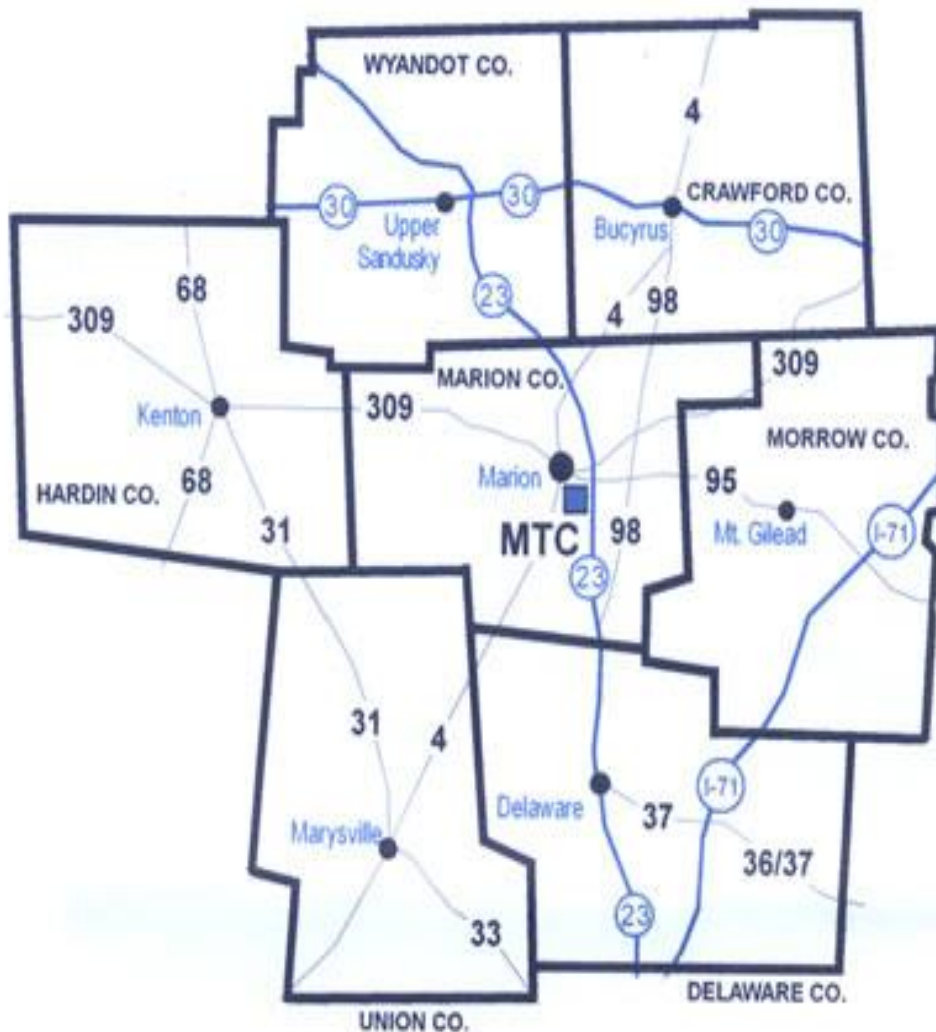 WYANDOT CO.
4
CRAWFORD CO.
30
30
Upper
Sandusky
Bucyrus
30
68
23
98
309
4
309
MARION CO.
Kenton
309
MORROW CO.
68
Marion
95
HARDIN CO.
31
MTC
98
Mt. Gilead
I-71
23
31
4
Delaware
I-71
37
Marysville
36/37
23
33
DELAWARE CO.
UNION CO.